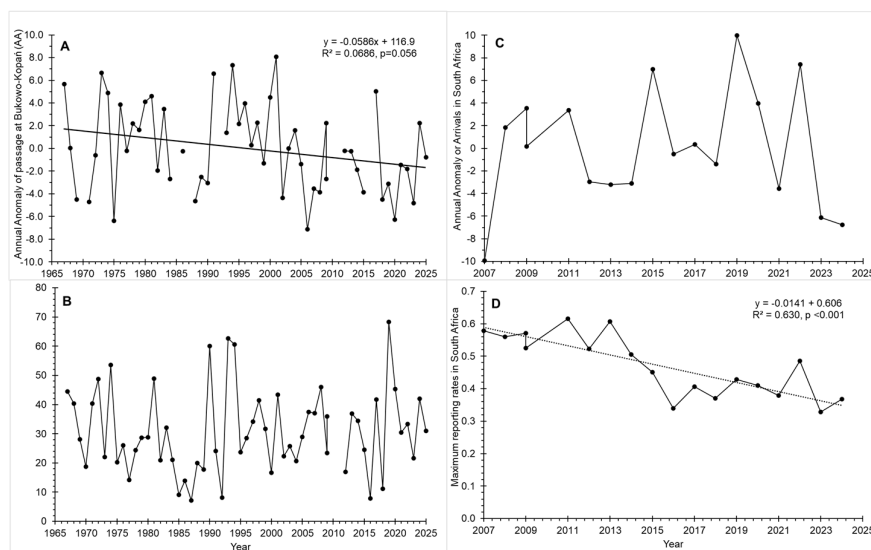 A
y = -0.0586x + 116.9
R² = 0.0686, p=0.056
Annual Anomaly of passage at Bukowo-Kopań (AA)
10.0
8.0
6.0
4.0
2.0
0.0
-2.0
-4.0
-6.0
-8.0
-10.0
1965 1970 1975 1980 1985 1990 1995 2000 2005 2010 2015 2020 2025
C
Annual Anomaly or Arrivals in South Africa
10
8
6
4
2
0
-2
-4
-6
-8
-10
2007 2009 2011 2013 2015 2017 2019 2021 2023 2025
B
80
70
60
50
40
30
20
10
0
1965 1970 1975 1980 1985 1990 1995 2000 2005 2010 2015 2020 2025
Year
D
y = -0.0141 + 0.606
R² = 0.630, p <0.001
Maximum reporting rates in South Africa
0.7
0.6
0.5
0.4
0.3
0.2
0.1
0.0
2007 2009 2011 2013 2015 2017 2019 2021 2023 2025
Year